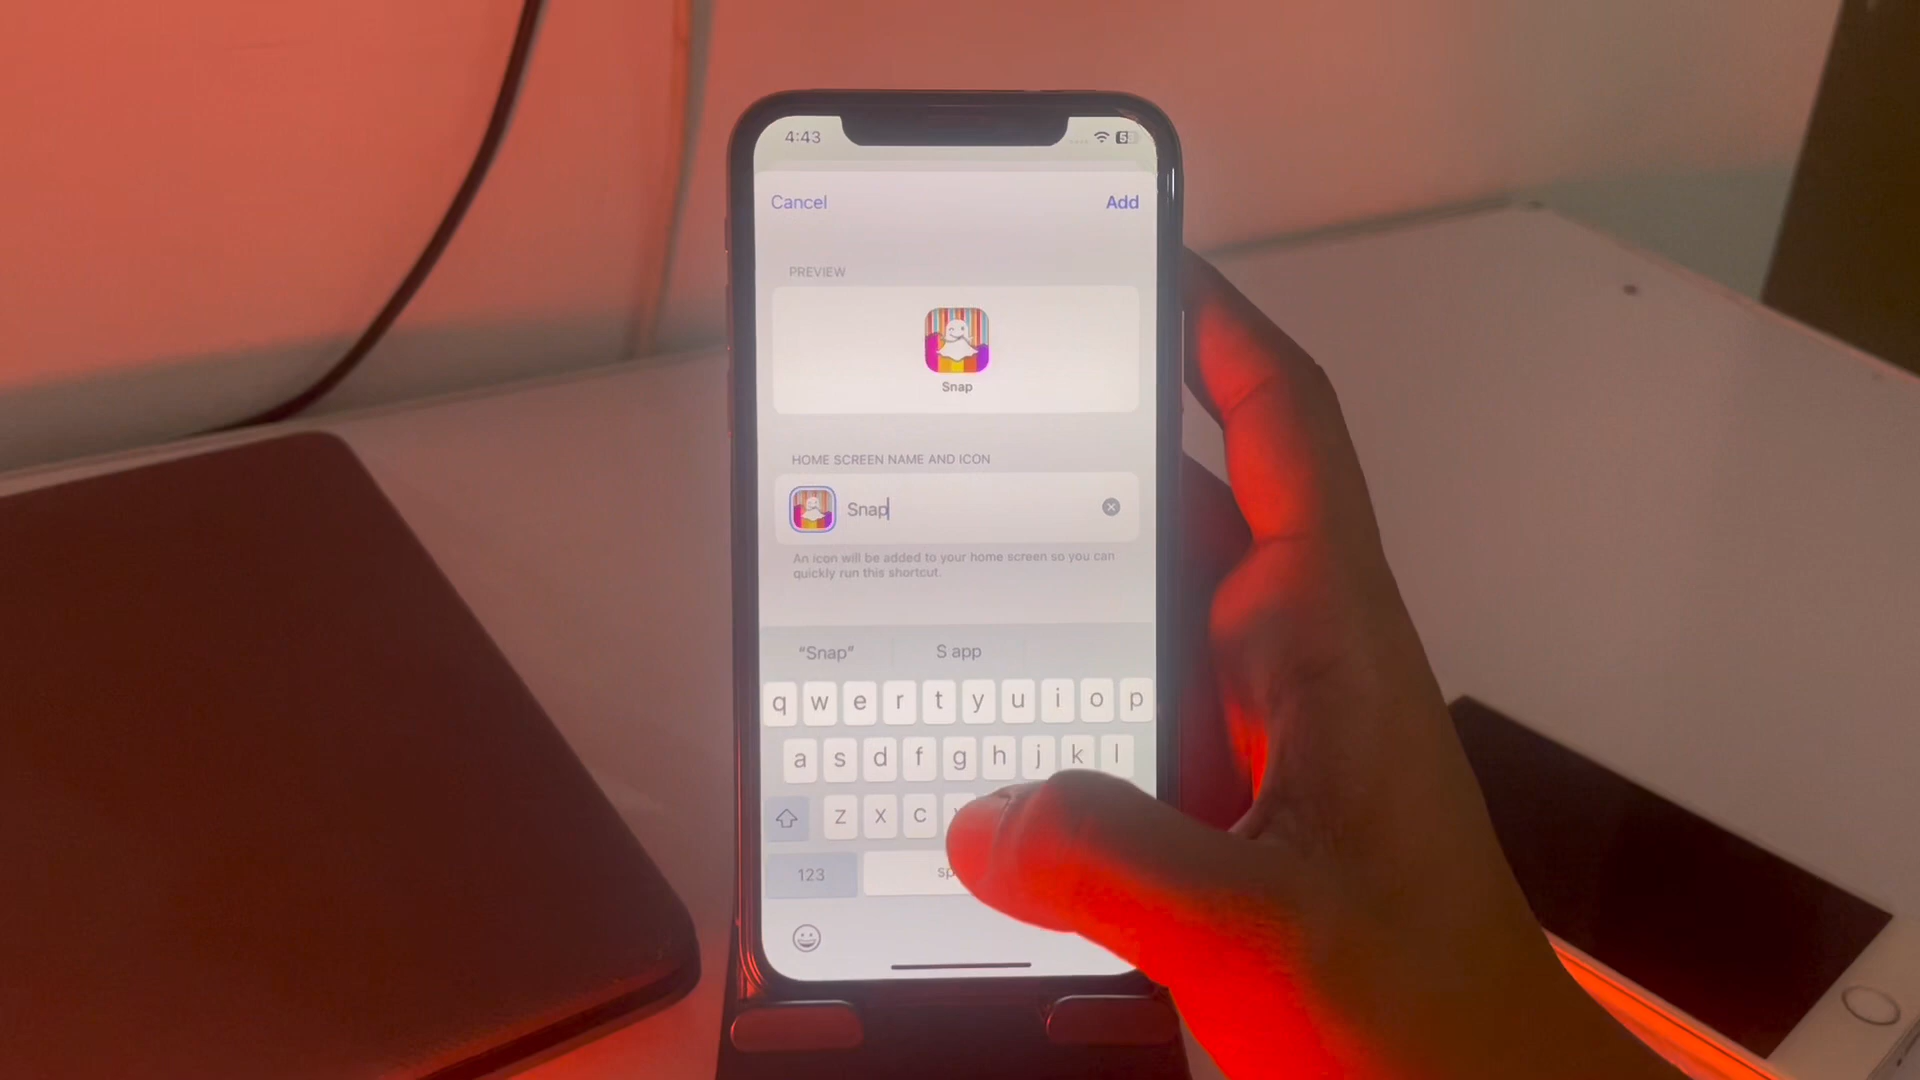 4:43
Cancel
Add
PREVIEW
Snap
HOME SCREEN NAME AND ICON
Snap
An icon will be added to your home screen so you can
quickly run this shortcut.
“Snap”
S app
q w e r t y u i o p
a s d f g h j k l
z x c
123